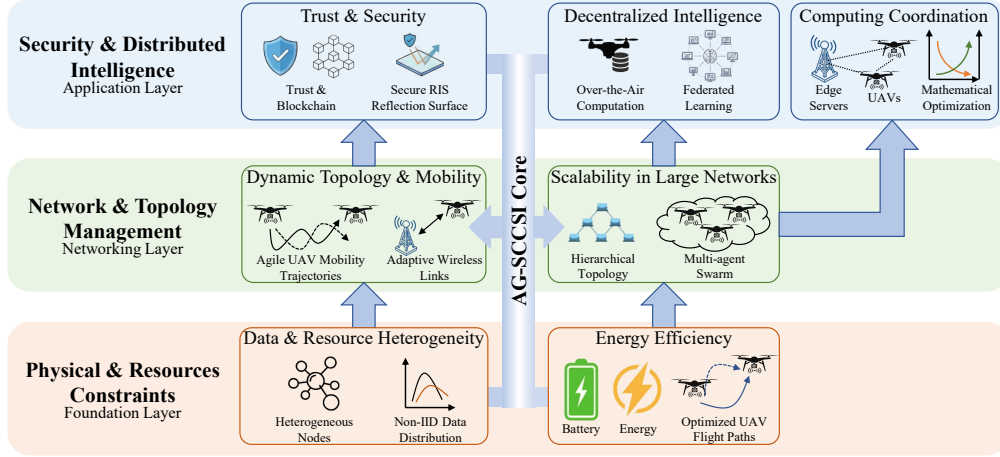 Security & Distributed
Intelligence
Application Layer
Trust & Security
Trust &
Blockchain
Secure RIS
Reflection Surface
Decentralized Intelligence
Over-the-Air
Computation
Federated
Learning
Computing Coordination
Edge
Servers
UAVs
Mathematical
Optimization
AG-SCCSI Core
Network & Topology
Management
Networking Layer
Dynamic Topology & Mobility
Agile UAV Mobility
Trajectories
Adaptive Wireless
Links
Scalability in Large Networks
Hierarchical
Topology
Multi-agent
Swarm
Physical & Resources
Constraints
Foundation Layer
Data & Resource Heterogeneity
Heterogeneous
Nodes
Non-IID Data
Distribution
Energy Efficiency
Battery
Energy
Optimized UAV
Flight Paths